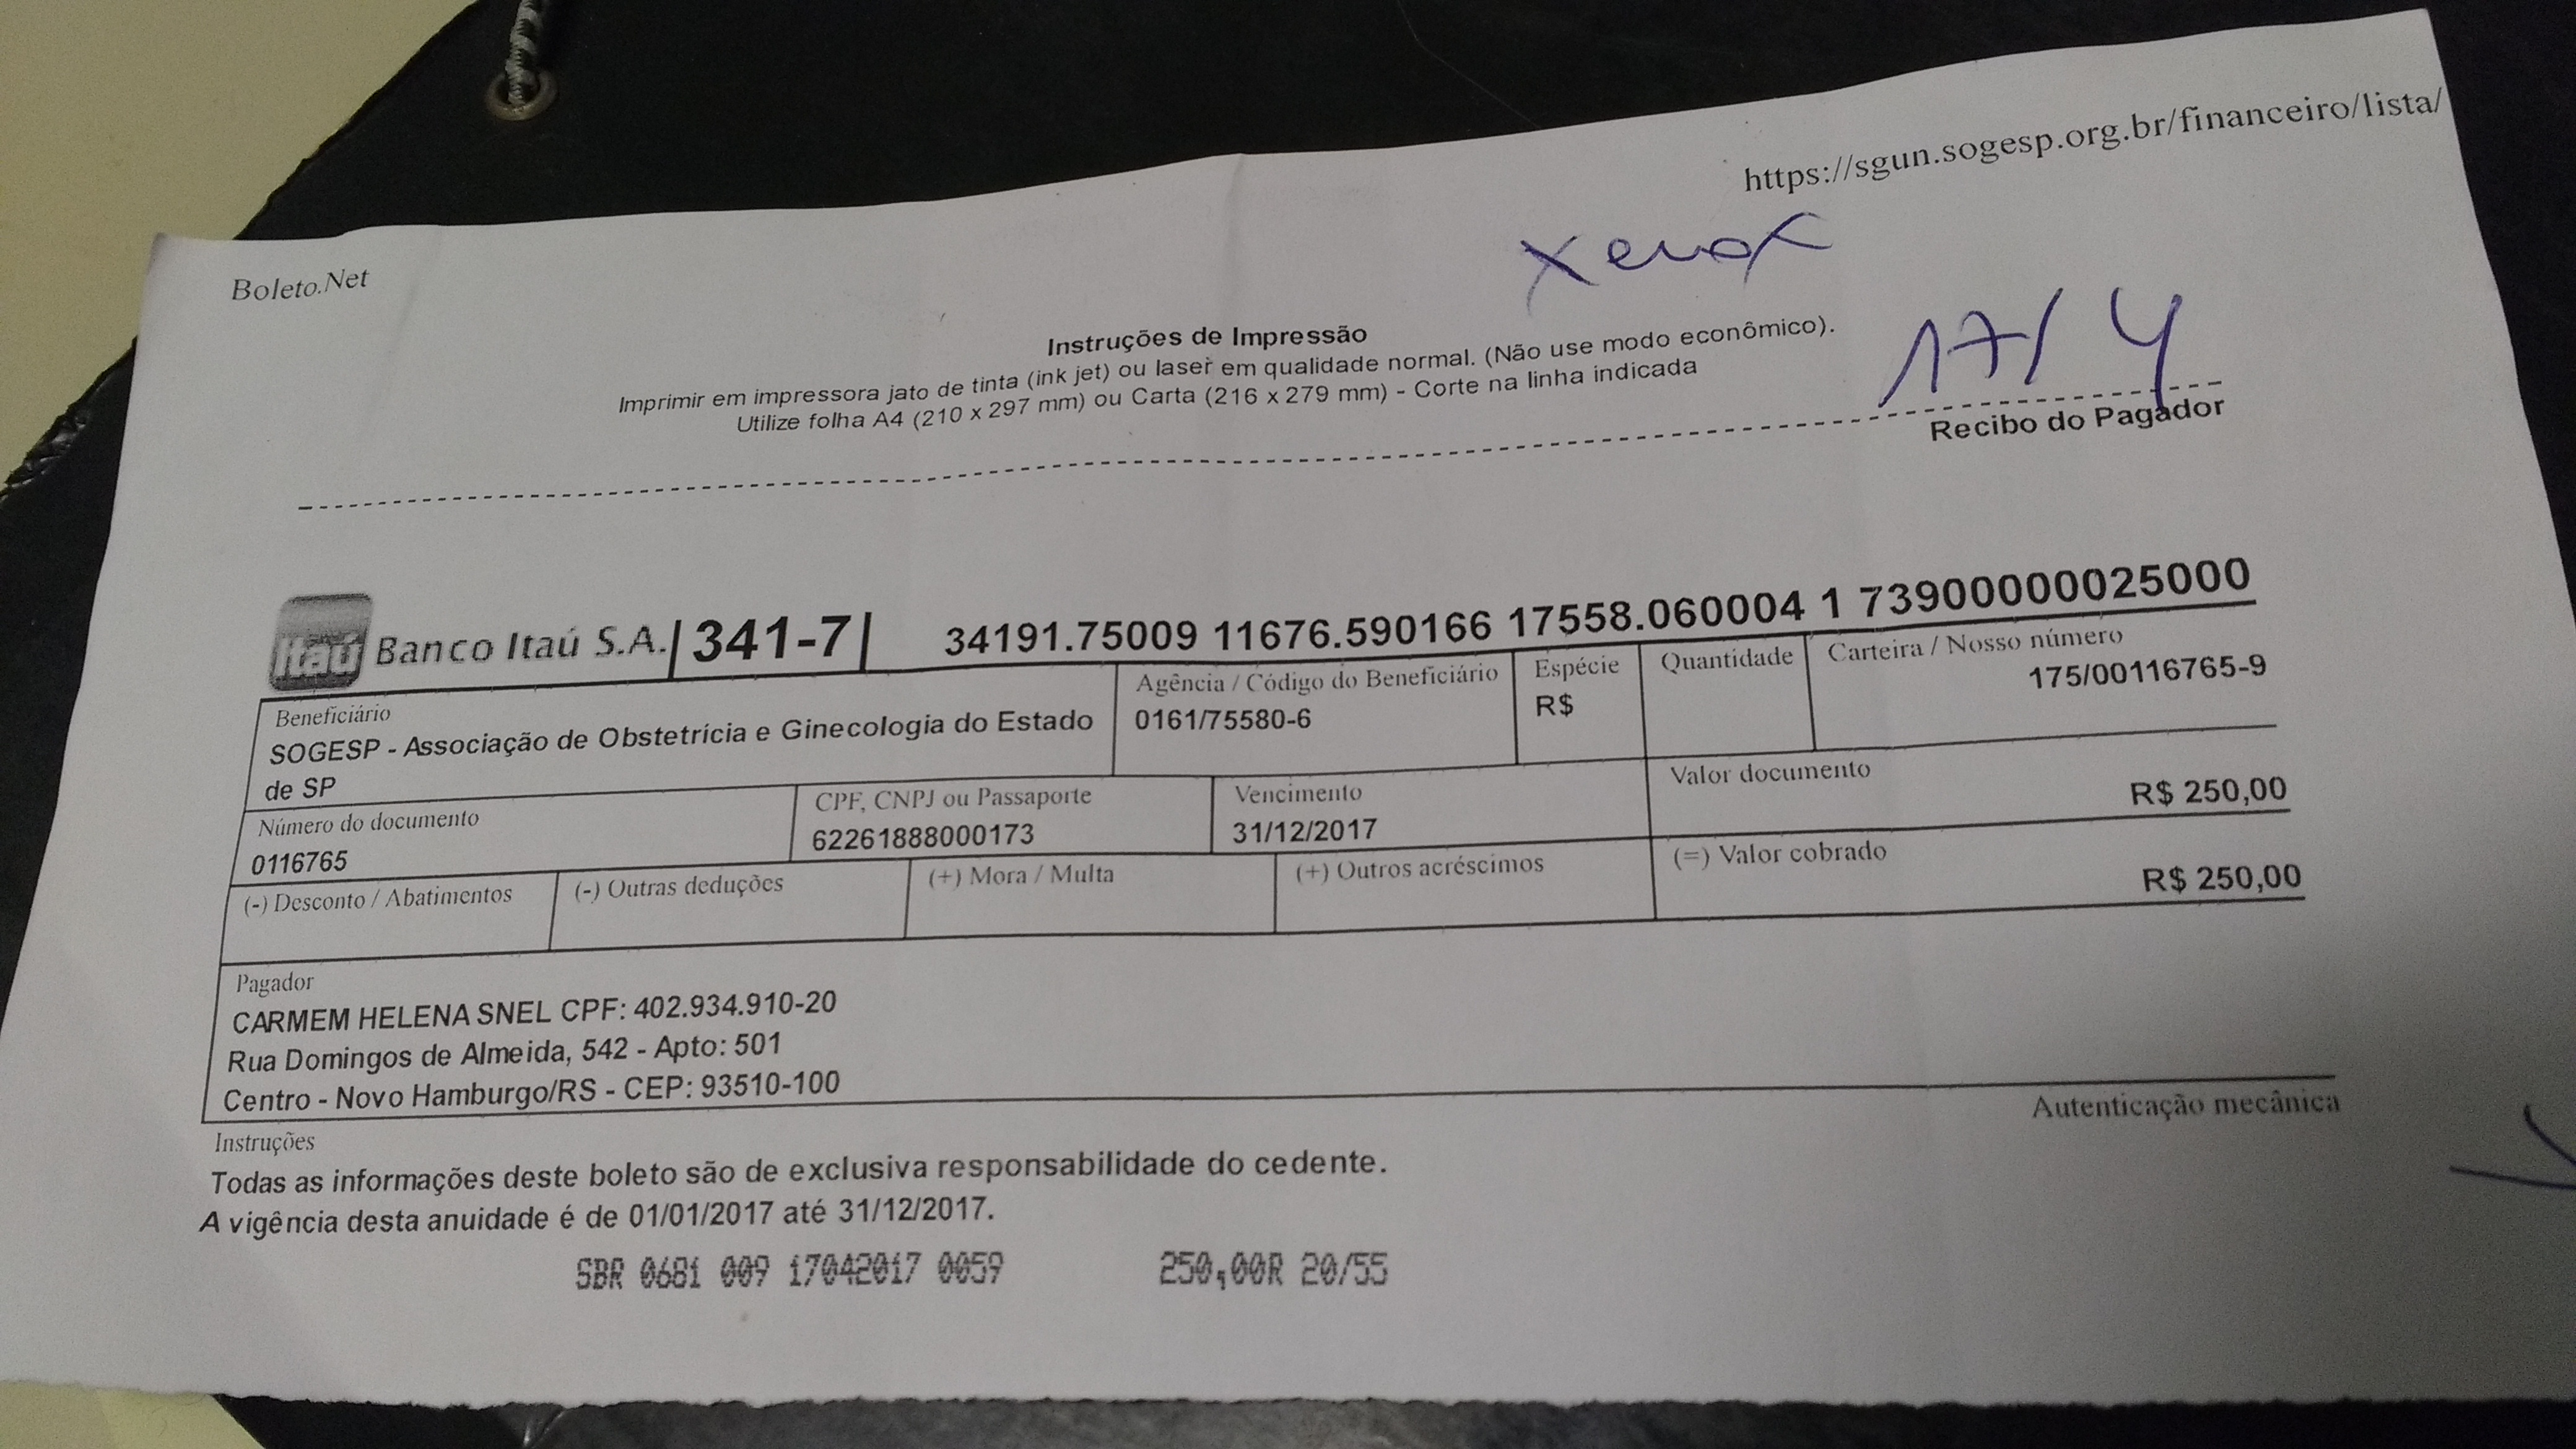 https://sgun.sogesp.org.br/financeiro/lista/
Boleto.Net
xerox
17/4
Instruções de Impressão
Imprimir em impressora jato de tinta (ink jet) ou laser em qualidade normal. (Não use modo econômico).
Utilize folha A4 (210 x 297 mm) ou Carta (216 x 279 mm) - Corte na linha indicada
Recibo do Pagador
Itaú Banco Itaú S.A. |341-7| 34191.75009 11676.590166 17558.060004 1 73900000025000
Beneficiário Agência / Código do Beneficiário Espécie Quantidade Carteira / Nosso número
SOGESP - Associação de Obstetrícia e Ginecologia do Estado 0161/75580-6 R$ 175/00116765-9
de SP
Número do documento CPF, CNPJ ou Passaporte Vencimento Valor documento
0116765 62261888000173 31/12/2017 R$ 250,00
(-) Desconto / Abatimentos (-) Outras deduções (+) Mora / Multa (+) Outros acréscimos (=) Valor cobrado
R$ 250,00
Pagador
CARMEM HELENA SNEL CPF: 402.934.910-20
Rua Domingos de Almeida, 542 - Apto: 501
Centro - Novo Hamburgo/RS - CEP: 93510-100
Autenticação mecânica
Instruções
Todas as informações deste boleto são de exclusiva responsabilidade do cedente.
A vigência desta anuidade é de 01/01/2017 até 31/12/2017.
SBR 0681 009 17042017 0059 250,00R 20/55